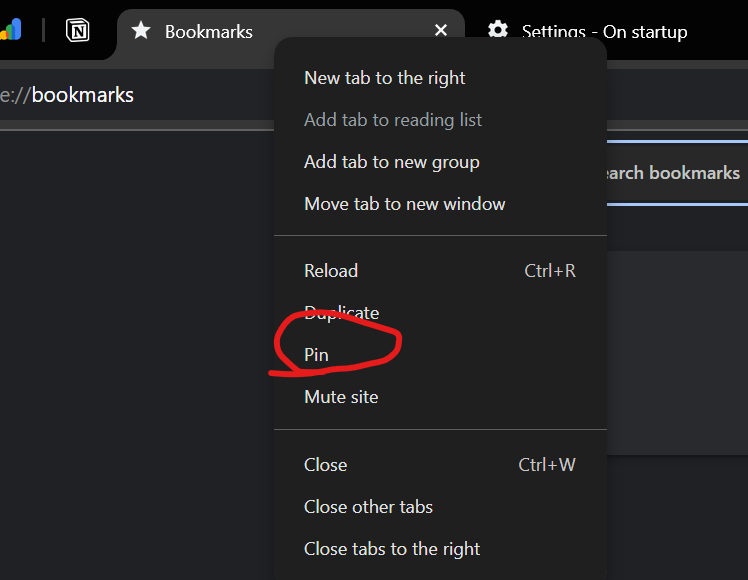 Bookmarks
Settings - On startup
e://bookmarks
New tab to the right
Add tab to reading list
Add tab to new group
earch bookmarks
Move tab to new window
Reload Ctrl+R
Duplicate
Pin
Mute site
Close Ctrl+W
Close other tabs
Close tabs to the right